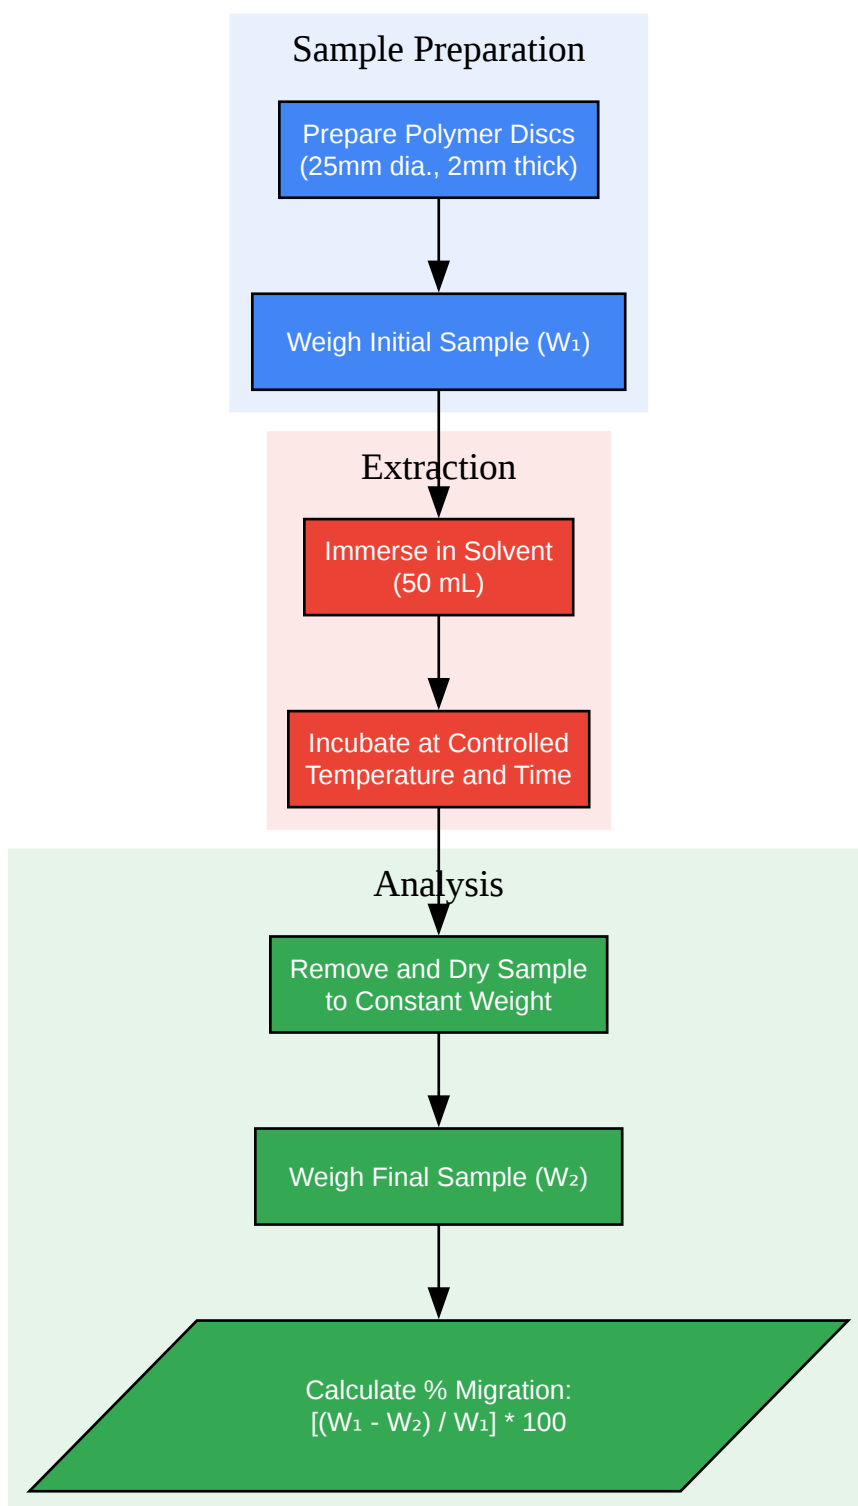 Sample Preparation
Prepare Polymer Discs
(25mm dia., 2mm thick)
Weigh Initial Sample (W₁)
Extraction
Immerse in Solvent
(50 mL)
Incubate at Controlled
Temperature and Time
Analysis
Remove and Dry Sample
to Constant Weight
Weigh Final Sample (W₂)
Calculate % Migration:
[(W₁ - W₂) / W₁] * 100